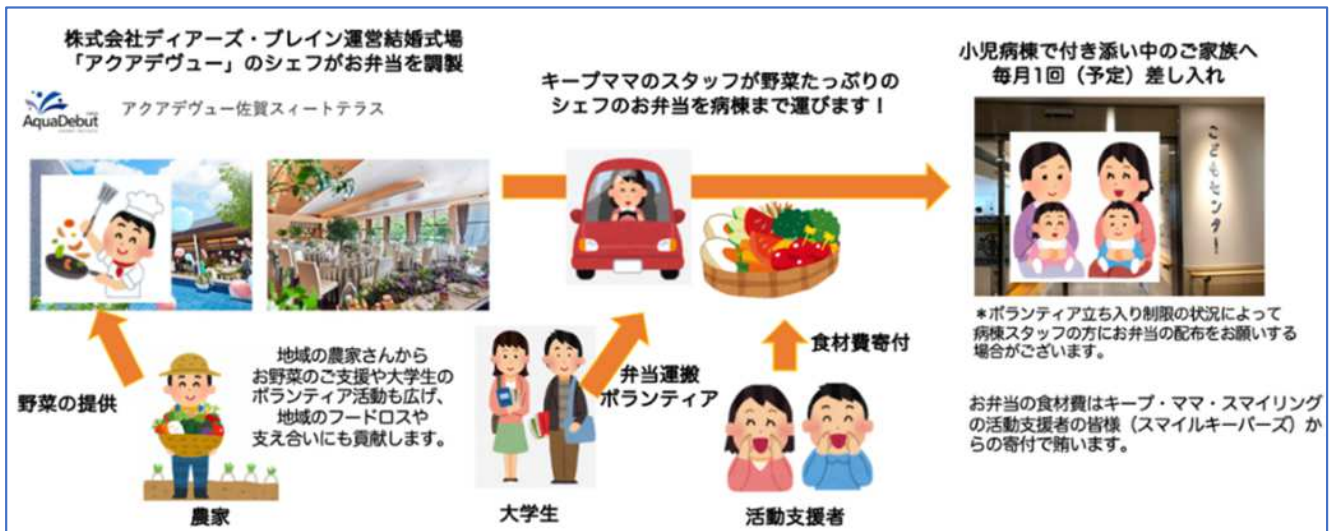 株式会社ディアーズ・ブレイン運営結婚式場
「アクアデヴュー」のシェフがお弁当を調製
AquaDebut
アクアデヴュー佐賀スィートテラス
キープママのスタッフが野菜たっぷりの
シェフのお弁当を病棟まで運びます！
小児病棟で付き添い中のご家族へ
毎月1回（予定）差し入れ
こどもセンター
＊ボランティア立ち入り制限の状況によって
病棟スタッフの方にお弁当の配布をお願いする
場合がございます。
野菜の提供
地域の農家さんから
お野菜のご支援や大学生の
ボランティア活動も広げ、
地域のフードロスや
支え合いにも貢献します。
弁当運搬
ボランティア
食材費寄付
お弁当の食材費はキープ・ママ・スマイリング
の活動支援者の皆様（スマイルキーパーズ）か
らの寄付で賄います。
農家
大学生
活動支援者